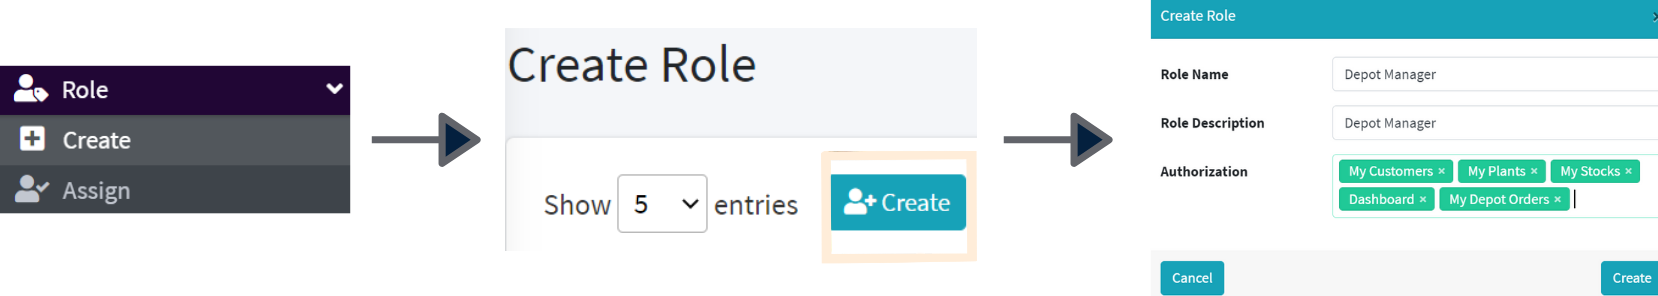 Role
Create
Assign
Create Role
Show 5 entries Create
Create Role ×
Role Name Depot Manager
Role Description Depot Manager
Authorization My Customers × My Plants × My Stocks ×
Dashboard × My Depot Orders ×
Cancel Create